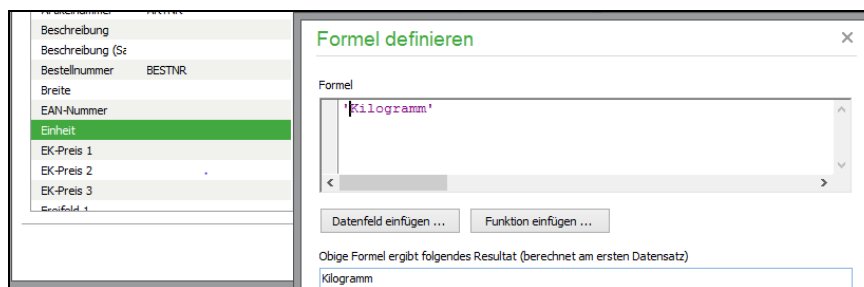 Beschreibung
Beschreibung (Sa
Bestellnummer BESTNR
Breite
EAN-Nummer
Einheit
EK-Preis 1
EK-Preis 2
EK-Preis 3
Formel definieren
Formel
'Kilogramm'
Datenfeld einfügen ...
Funktion einfügen ...
Obige Formel ergibt folgendes Resultat (berechnet am ersten Datensatz)
Kilogramm